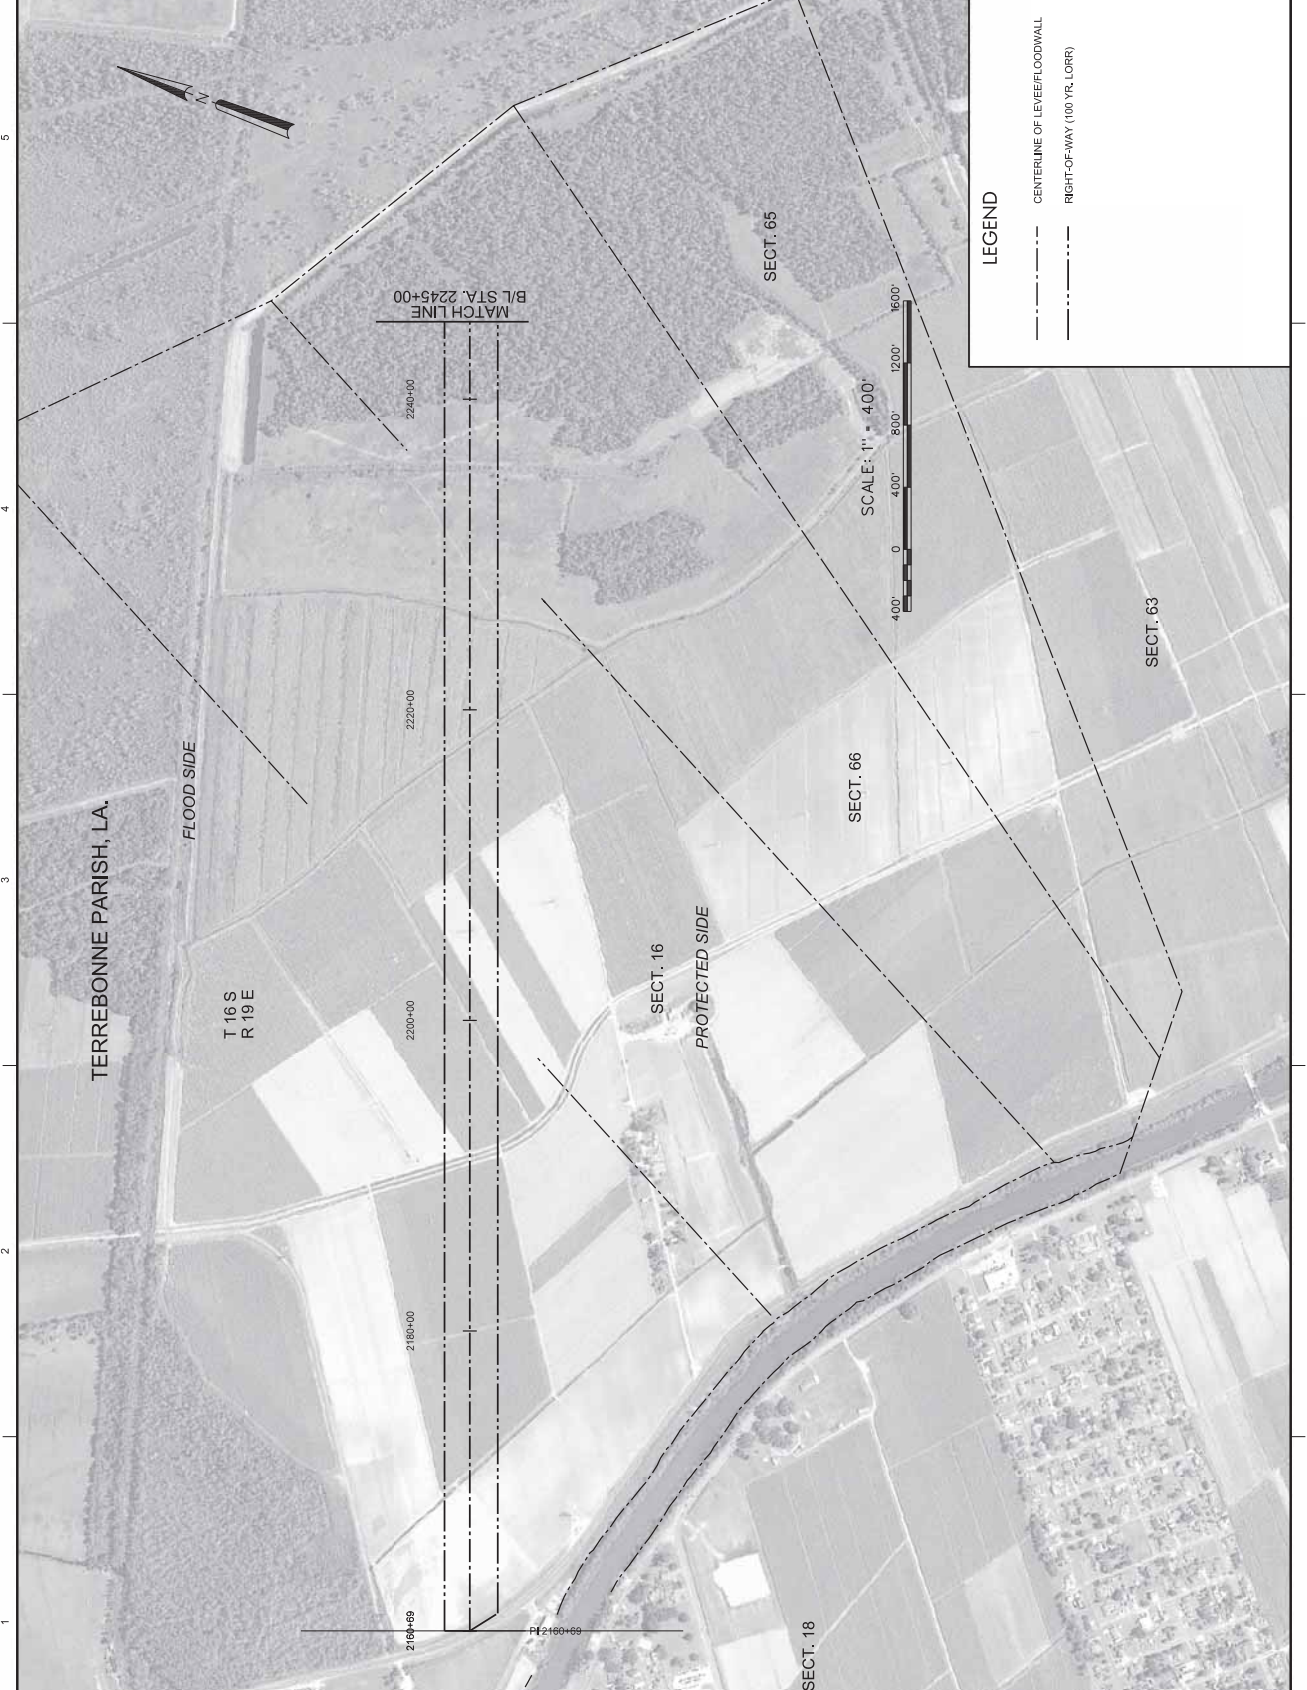 TERREBONNE PARISH, LA.
FLOOD SIDE
T 16 S
R 19 E
N
2160+69
PI 2160+69
2180+00
2200+00
2220+00
2240+00
MATCH LINE
B/L STA. 2245+00
SECT. 16
PROTECTED SIDE
SECT. 18
SECT. 66
SECT. 65
SECT. 63
SCALE: 1" = 400'
400' 0 400' 800' 1200' 1600'
LEGEND
CENTERLINE OF LEVEE/FLOODWALL
RIGHT-OF-WAY (100 YR. LORR)
1
2
3
4
5